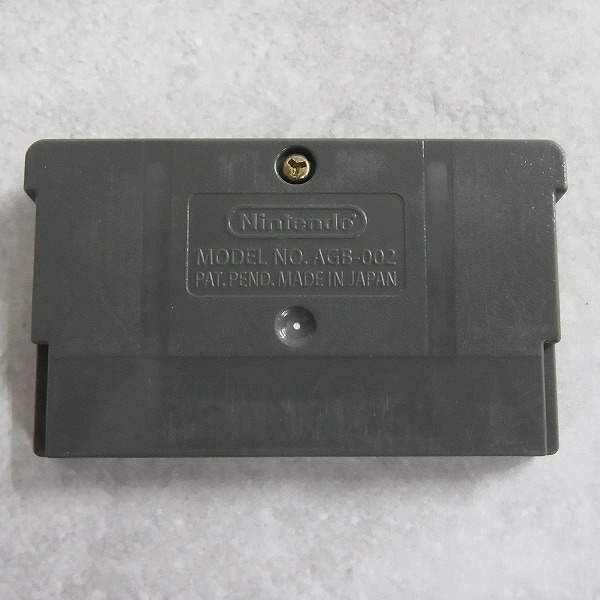 Nintendo
MODEL NO. AGB-002
PAT. PEND. MADE IN JAPAN